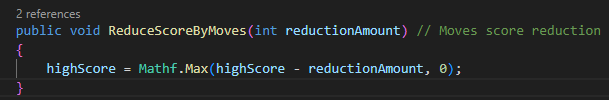 2 references
public void ReduceScoreByMoves(int reductionAmount) // Moves score reduction
{
    highScore = Mathf.Max(highScore - reductionAmount, 0);
}